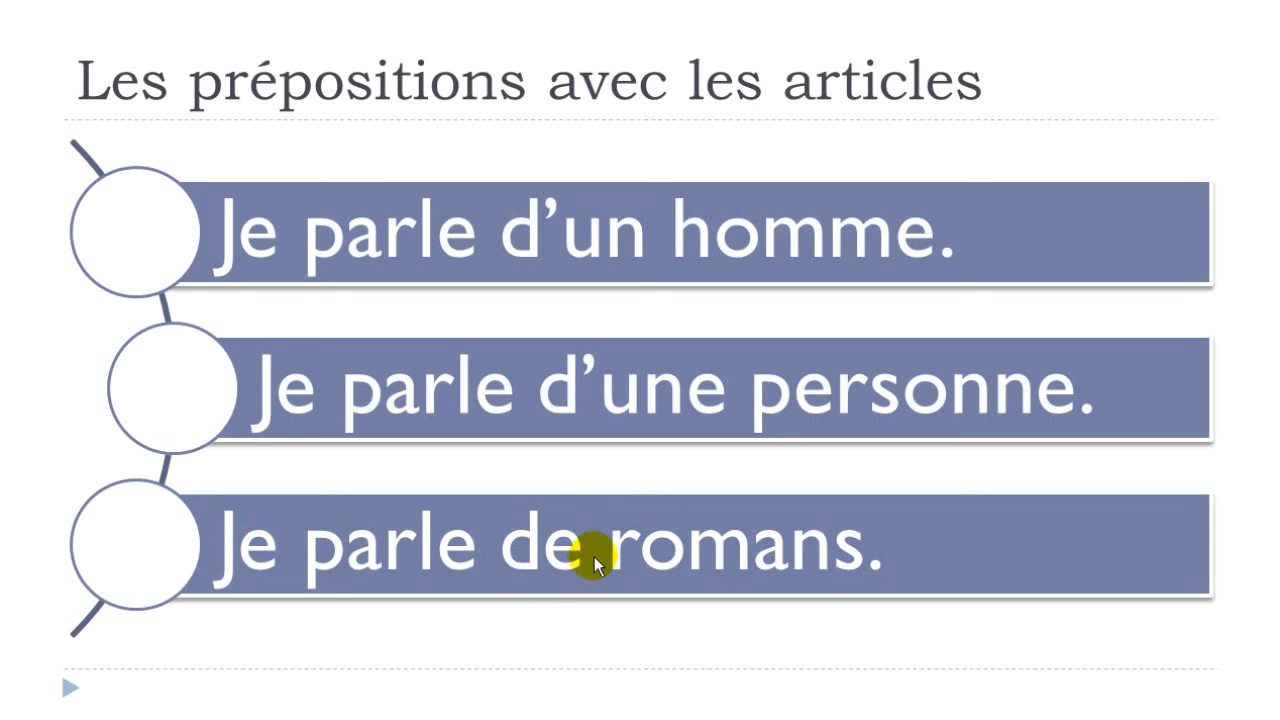 Les prépositions avec les articles
Je parle d’un homme.
Je parle d’une personne.
Je parle de romans.